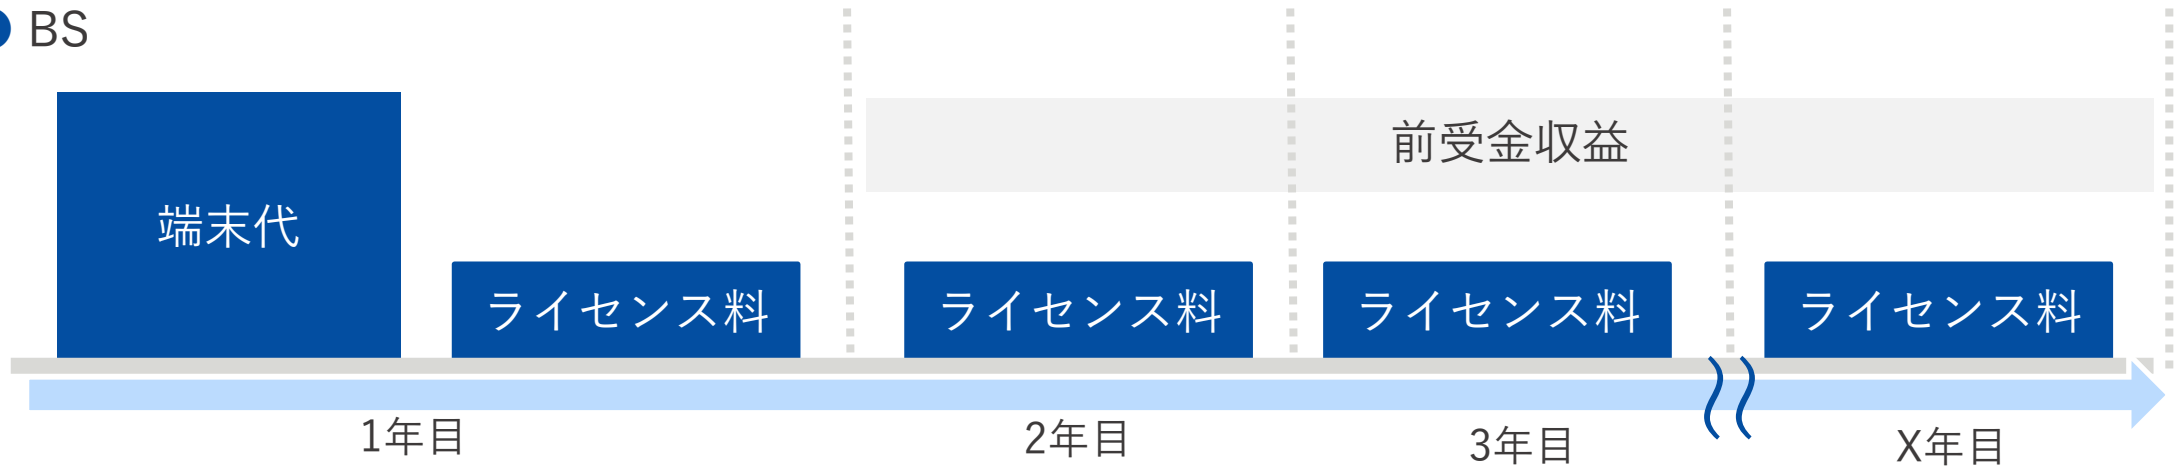 BS
前受金収益
端末代
ライセンス料
ライセンス料
ライセンス料
ライセンス料
1年目
2年目
3年目
X年目